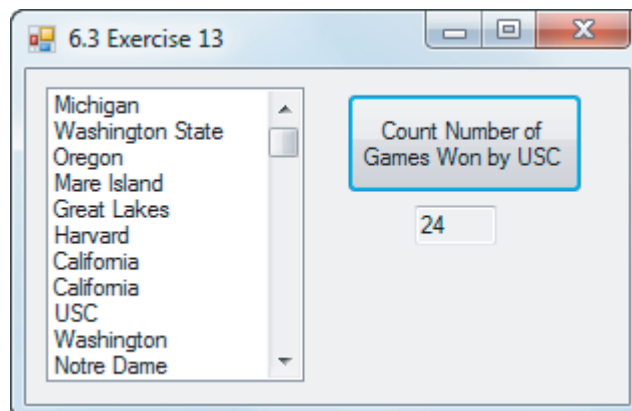 6.3 Exercise 13
Michigan
Washington State
Oregon
Mare Island
Great Lakes
Harvard
California
California
USC
Washington
Notre Dame
Count Number of
Games Won by USC
24